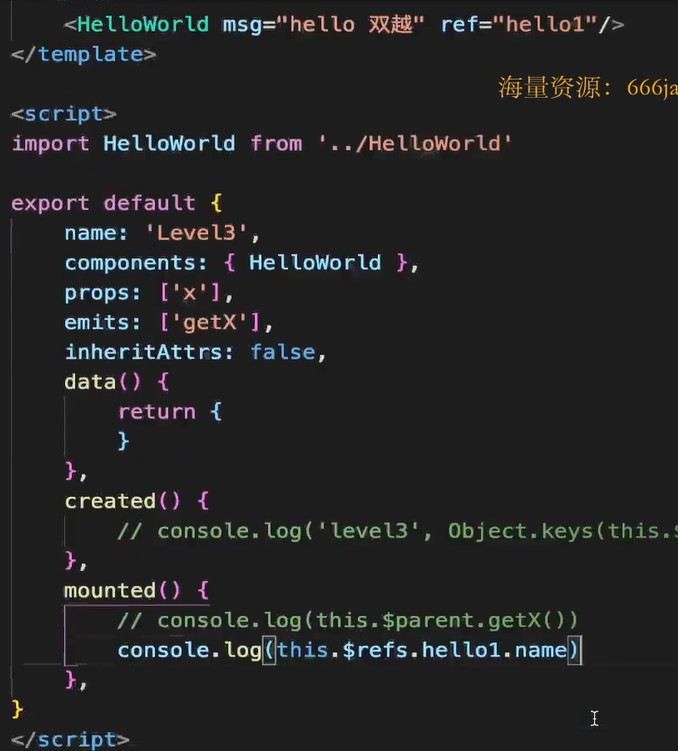 <HelloWorld msg="hello 双越" ref="hello1"/>
</template>
海量资源：666ja
<script>
import HelloWorld from '../HelloWorld'
export default {
name: 'Level3',
components: { HelloWorld },
props: ['x'],
emits: ['getX'],
inheritAttrs: false,
data() {
return {
}
},
created() {
// console.log('level3', Object.keys(this.$
},
mounted() {
// console.log(this.$parent.getX())
console.log(this.$refs.hello1.name)
},
}
</script>